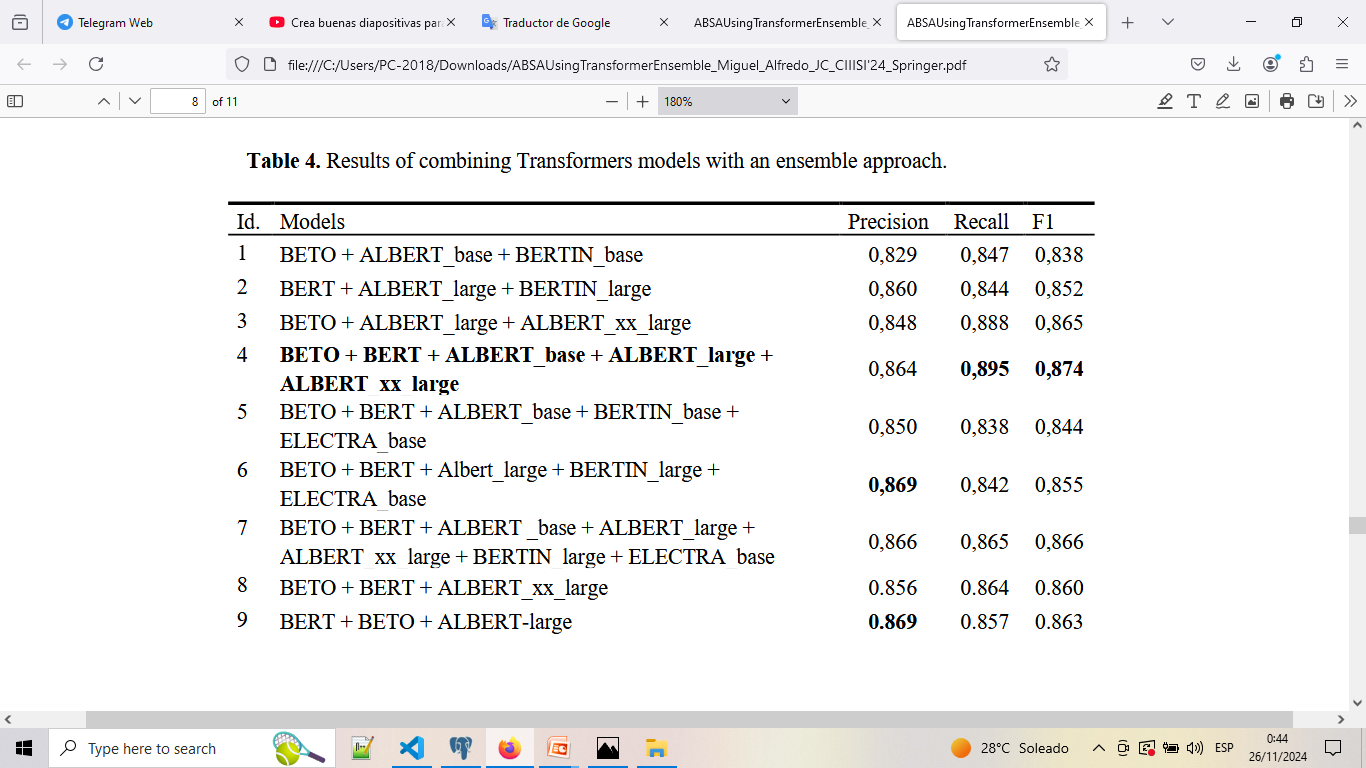 Telegram Web
Crea buenas diapositivas par
Traductor de Google
ABSAUsingTransformerEnsemble_
ABSAUsingTransformerEnsemble_
file:///C:/Users/PC-2018/Downloads/ABSAUsingTransformerEnsemble_Miguel_Alfredo_JC_CIIISI'24_Springer.pdf
8 of 11
180%
Table 4. Results of combining Transformers models with an ensemble approach.
Id. Models Precision Recall F1
1 BETO + ALBERT_base + BERTIN_base 0,829 0,847 0,838
2 BERT + ALBERT_large + BERTIN_large 0,860 0,844 0,852
3 BETO + ALBERT_large + ALBERT_xx_large 0,848 0,888 0,865
4 BETO + BERT + ALBERT_base + ALBERT_large +
ALBERT_xx_large 0,864 0,895 0,874
5 BETO + BERT + ALBERT_base + BERTIN_base +
ELECTRA_base 0,850 0,838 0,844
6 BETO + BERT + Albert_large + BERTIN_large +
ELECTRA_base 0,869 0,842 0,855
7 BETO + BERT + ALBERT _base + ALBERT_large +
ALBERT_xx_large + BERTIN_large + ELECTRA_base 0,866 0,865 0,866
8 BETO + BERT + ALBERT_xx_large 0.856 0.864 0.860
9 BERT + BETO + ALBERT-large 0.869 0.857 0.863
Type here to search
28°C Soleado
ESP
0:44
26/11/2024